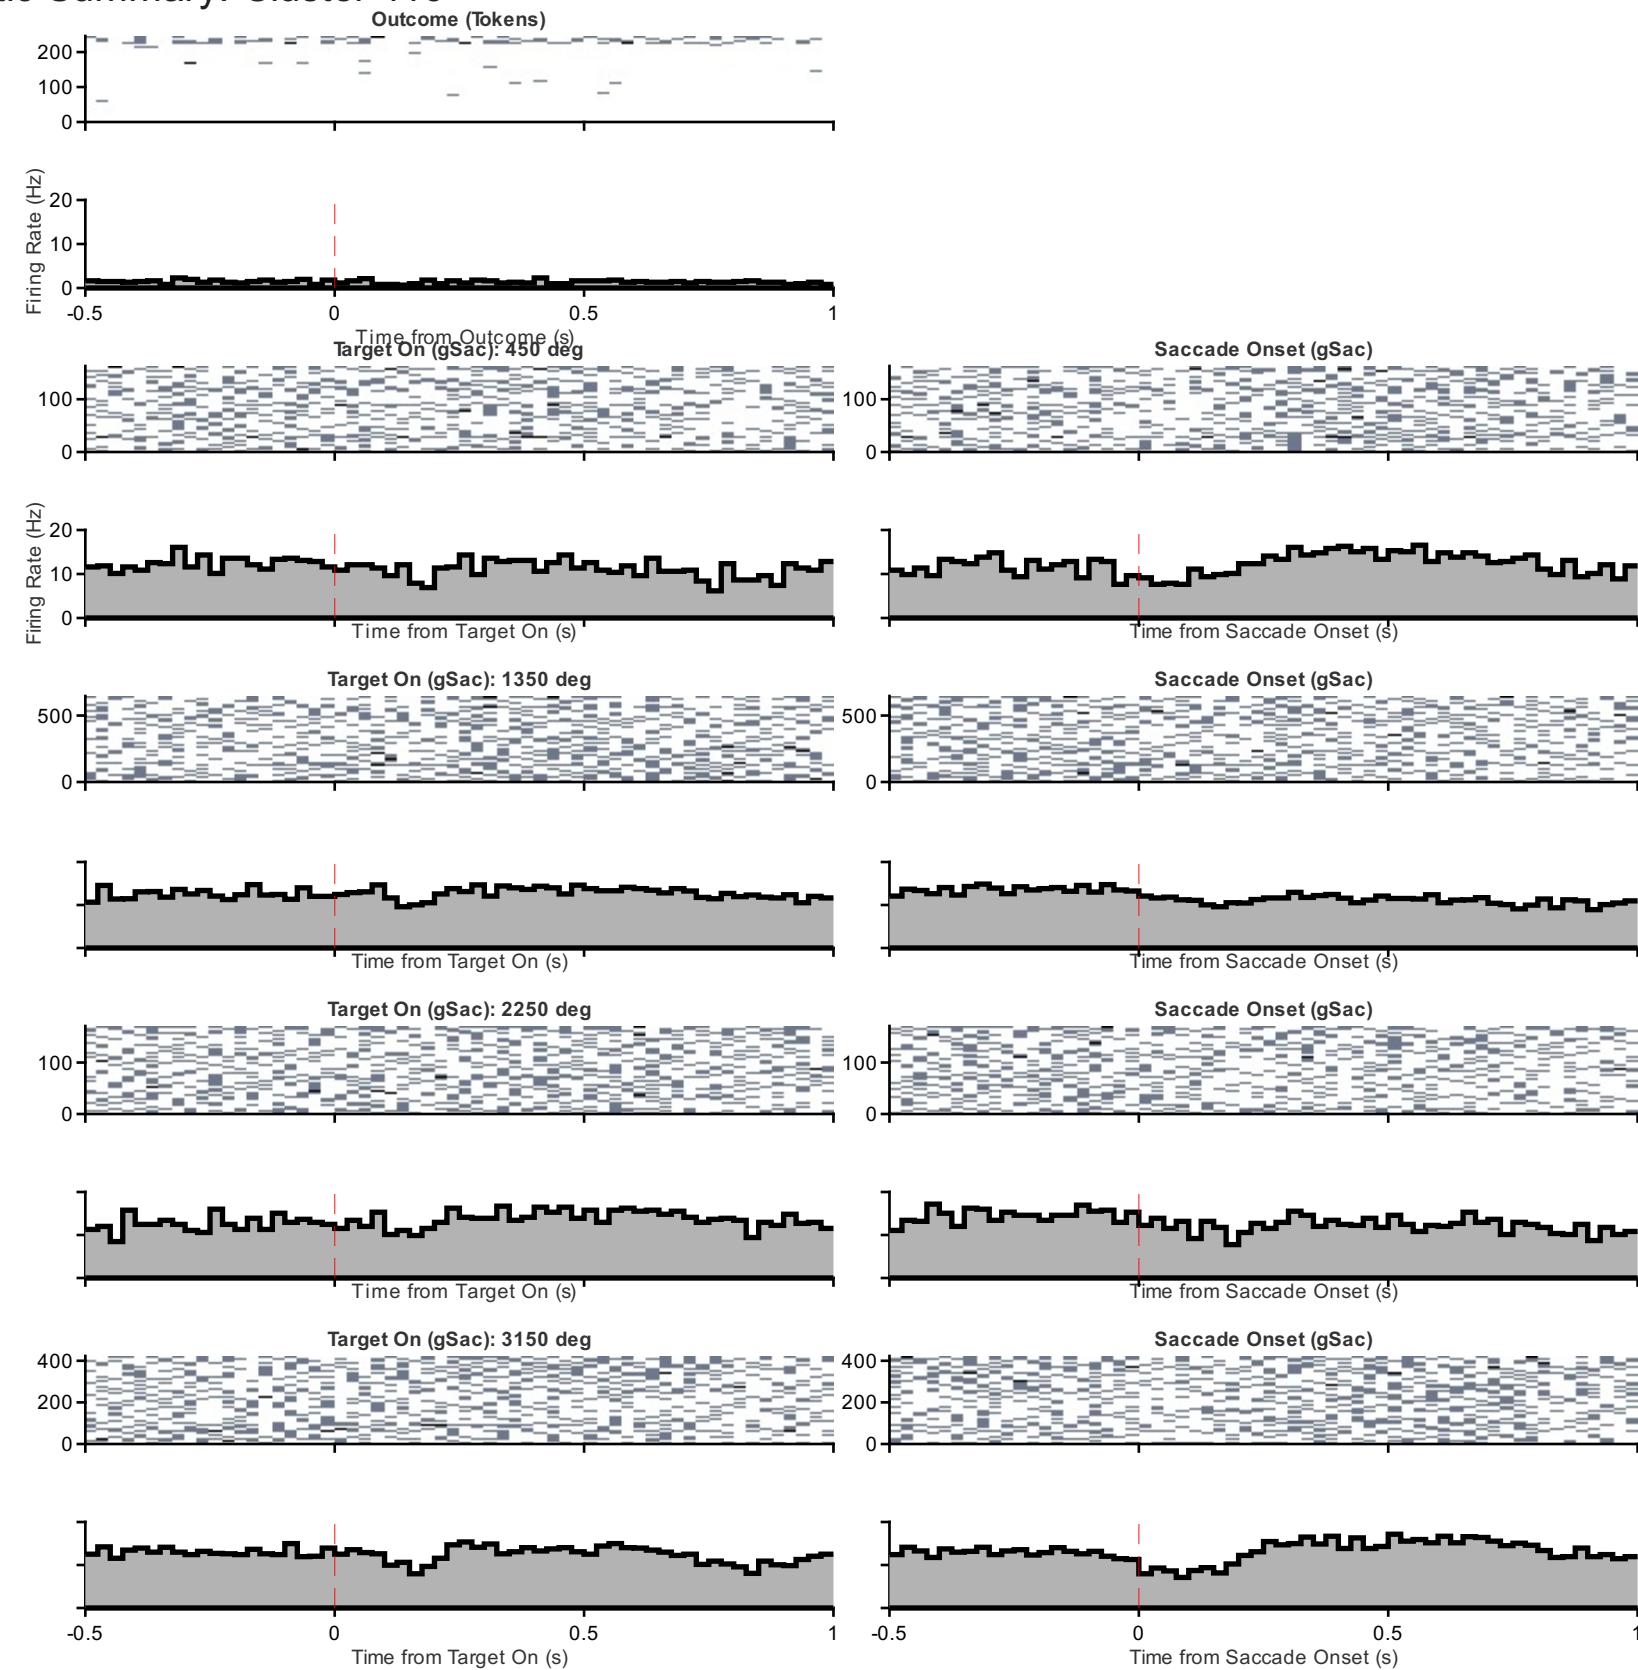 Summary: Cluster
Outcome (Tokens)
200
100
0
Firing Rate (Hz)
20
10
0
-0.5 0 0.5 1
Time from Outcome (s)
Target On (gSac): 450 deg
Saccade Onset (gSac)
100
0
100
0
Firing Rate (Hz)
20
10
0
Time from Target On (s)
Time from Saccade Onset (s)
Target On (gSac): 1350 deg
Saccade Onset (gSac)
500
0
500
0
Time from Target On (s)
Time from Saccade Onset (s)
Target On (gSac): 2250 deg
Saccade Onset (gSac)
100
0
100
0
Time from Target On (s)
Time from Saccade Onset (s)
Target On (gSac): 3150 deg
Saccade Onset (gSac)
400
200
0
400
200
0
-0.5 0 0.5 1
-0.5 0 0.5 1
Time from Target On (s)
Time from Saccade Onset (s)